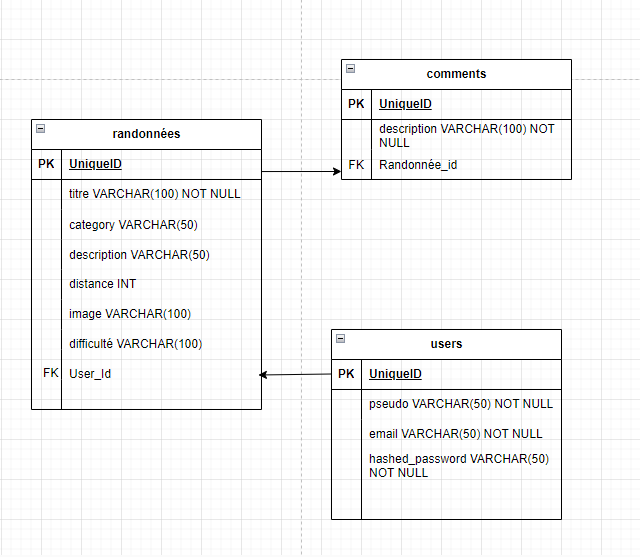 comments
PK UniqueID
description VARCHAR(100) NOT
NULL
FK Randonnée_id
randonnées
PK UniqueID
titre VARCHAR(100) NOT NULL
category VARCHAR(50)
description VARCHAR(50)
distance INT
image VARCHAR(100)
difficulté VARCHAR(100)
FK User_Id
users
PK UniqueID
pseudo VARCHAR(50) NOT NULL
email VARCHAR(50) NOT NULL
hashed_password VARCHAR(50)
NOT NULL